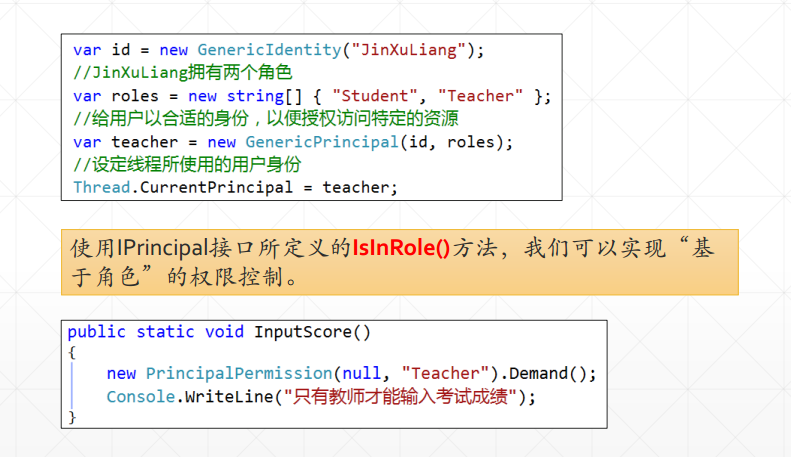 var id = new GenericIdentity("JinXuLiang");
//JinXuLiang拥有两个角色
var roles = new string[] { "Student", "Teacher" };
//给用户以合适的身份，以便授权访问特定的资源
var teacher = new GenericPrincipal(id, roles);
//设定线程所使用的用户身份
Thread.CurrentPrincipal = teacher;
使用IPrincipal接口所定义的IsInRole()方法，我们可以实现“基
于角色”的权限控制。
public static void InputScore()
{
new PrincipalPermission(null, "Teacher").Demand();
Console.WriteLine("只有教师才能输入考试成绩");
}